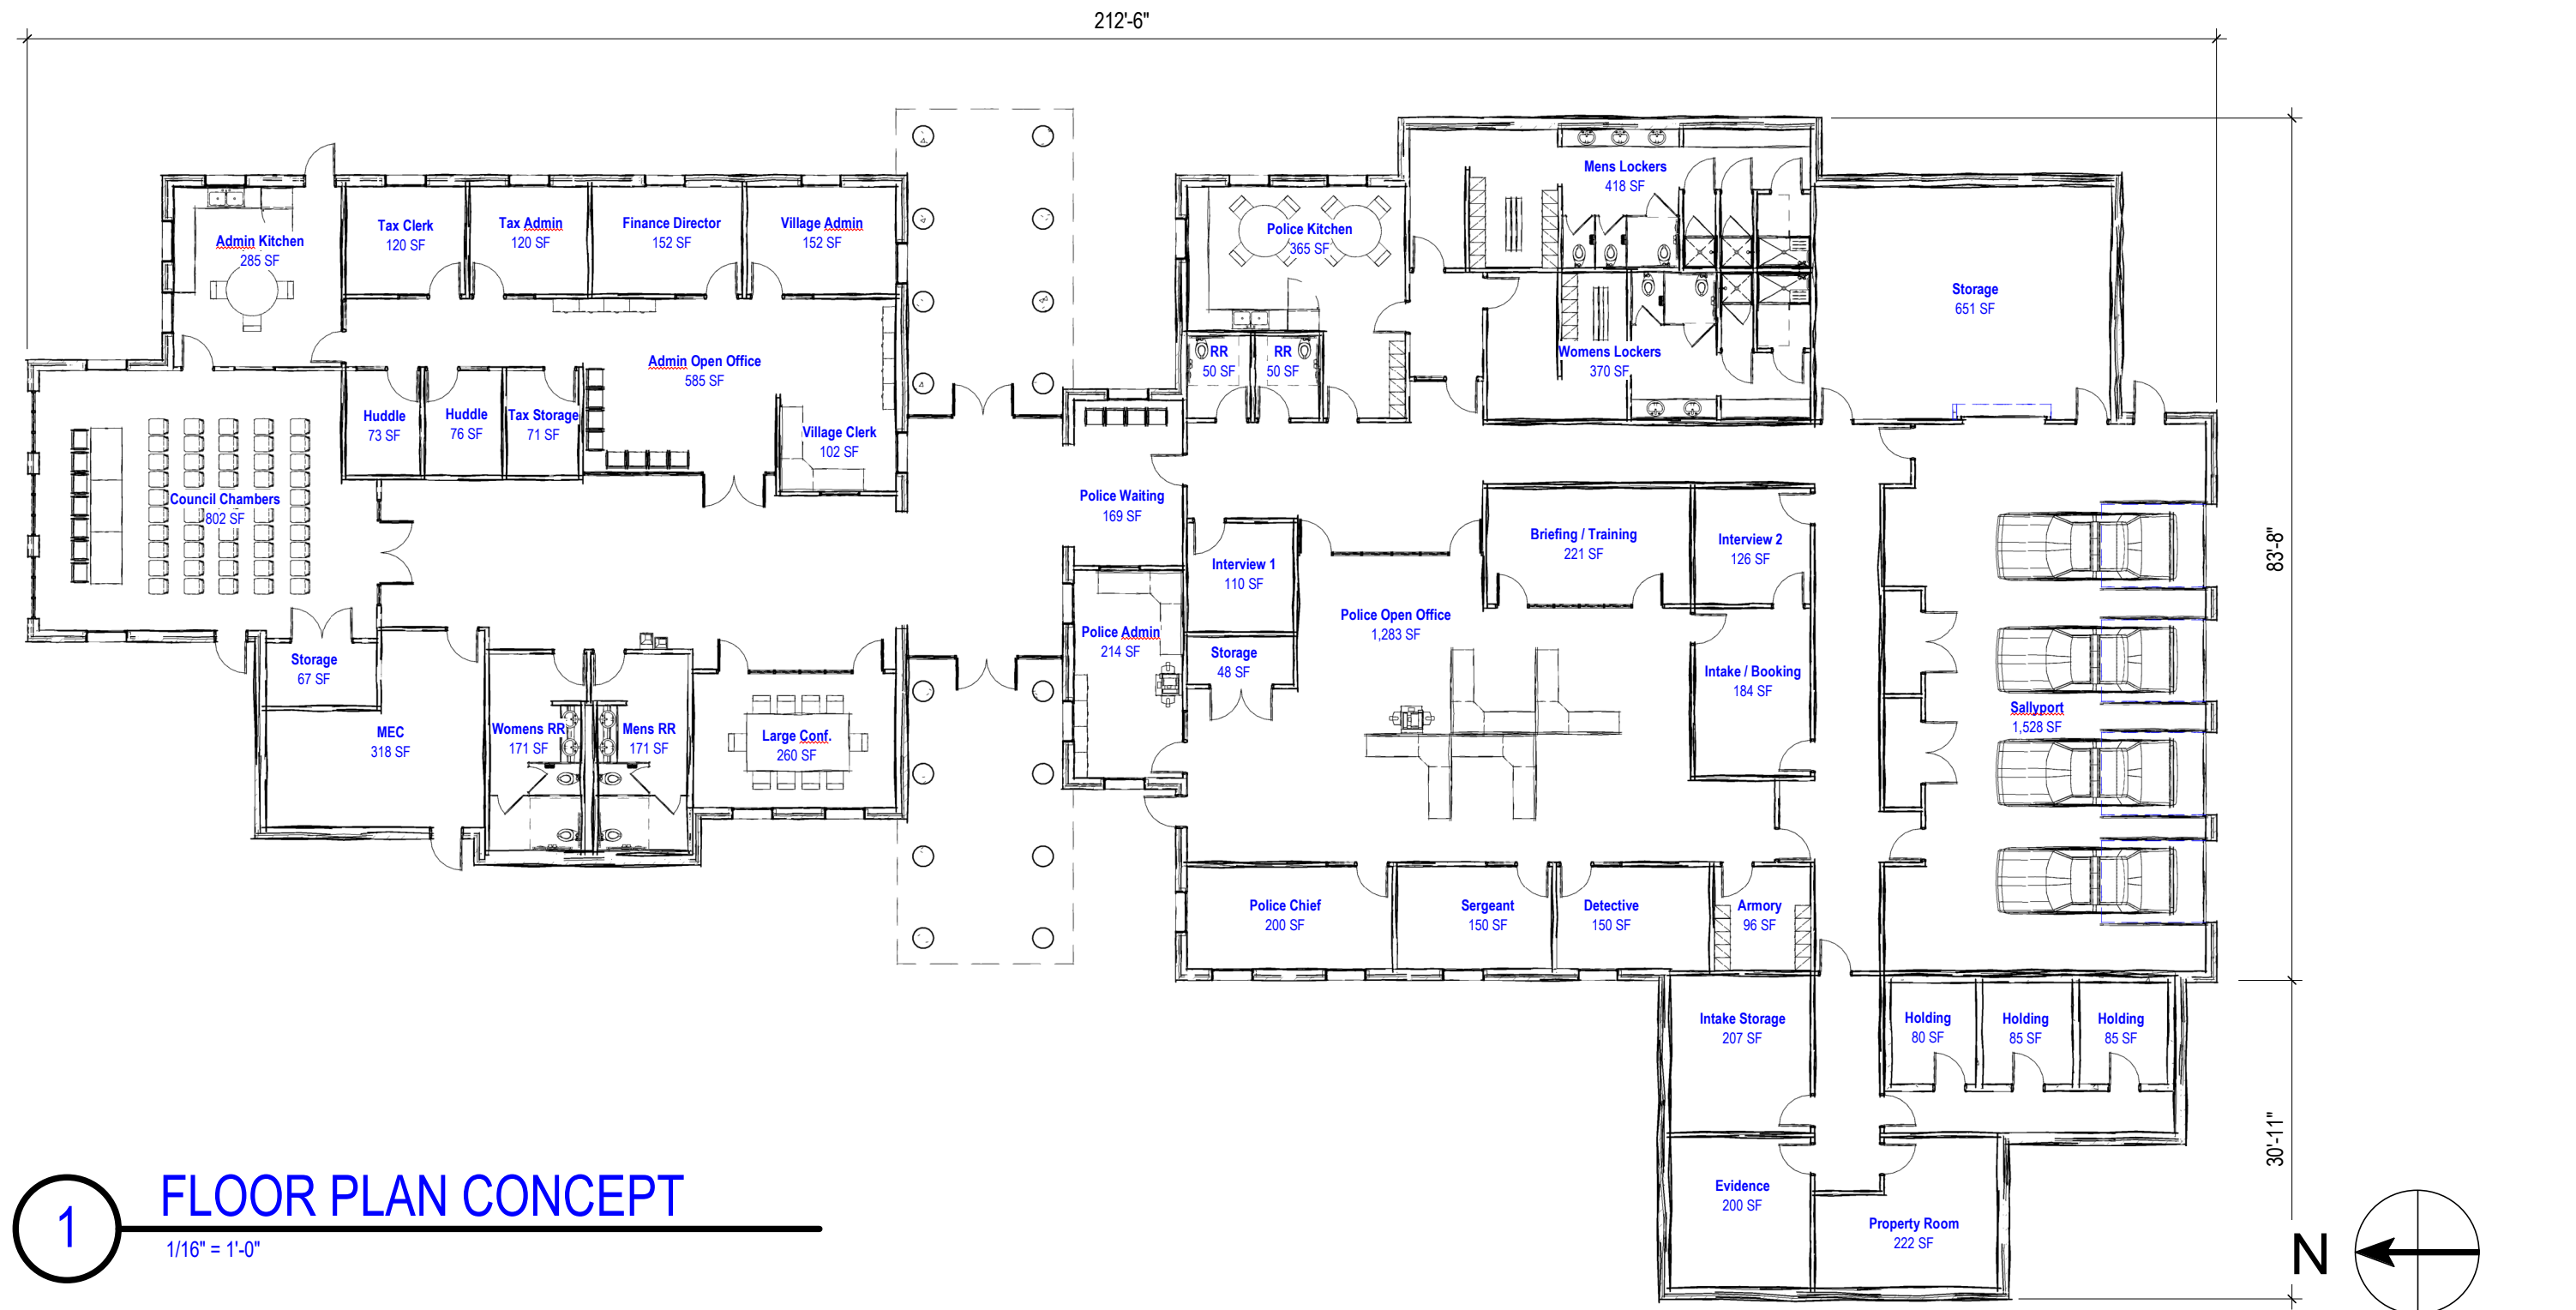 212'-6"
Mens Lockers
418 SF
Tax Clerk
120 SF
Tax Admin
120 SF
Finance Director
152 SF
Village Admin
152 SF
Admin Kitchen
285 SF
Police Kitchen
365 SF
Storage
651 SF
Admin Open Office
585 SF
RR
50 SF
RR
50 SF
Womens Lockers
370 SF
Huddle
73 SF
Huddle
76 SF
Tax Storage
71 SF
Village Clerk
102 SF
Council Chambers
802 SF
Police Waiting
169 SF
Briefing / Training
221 SF
Interview 2
126 SF
83'-8"
Interview 1
110 SF
Police Open Office
1,283 SF
Police Admin
214 SF
Storage
48 SF
Storage
67 SF
Intake / Booking
184 SF
Sallyport
1,528 SF
MEC
318 SF
Womens RR
171 SF
Mens RR
171 SF
Large Conf.
260 SF
Police Chief
200 SF
Sergeant
150 SF
Detective
150 SF
Armory
96 SF
Intake Storage
207 SF
Holding
80 SF
Holding
85 SF
Holding
85 SF
30'-11"
Evidence
200 SF
Property Room
222 SF
1
FLOOR PLAN CONCEPT
1/16" = 1'-0"
N